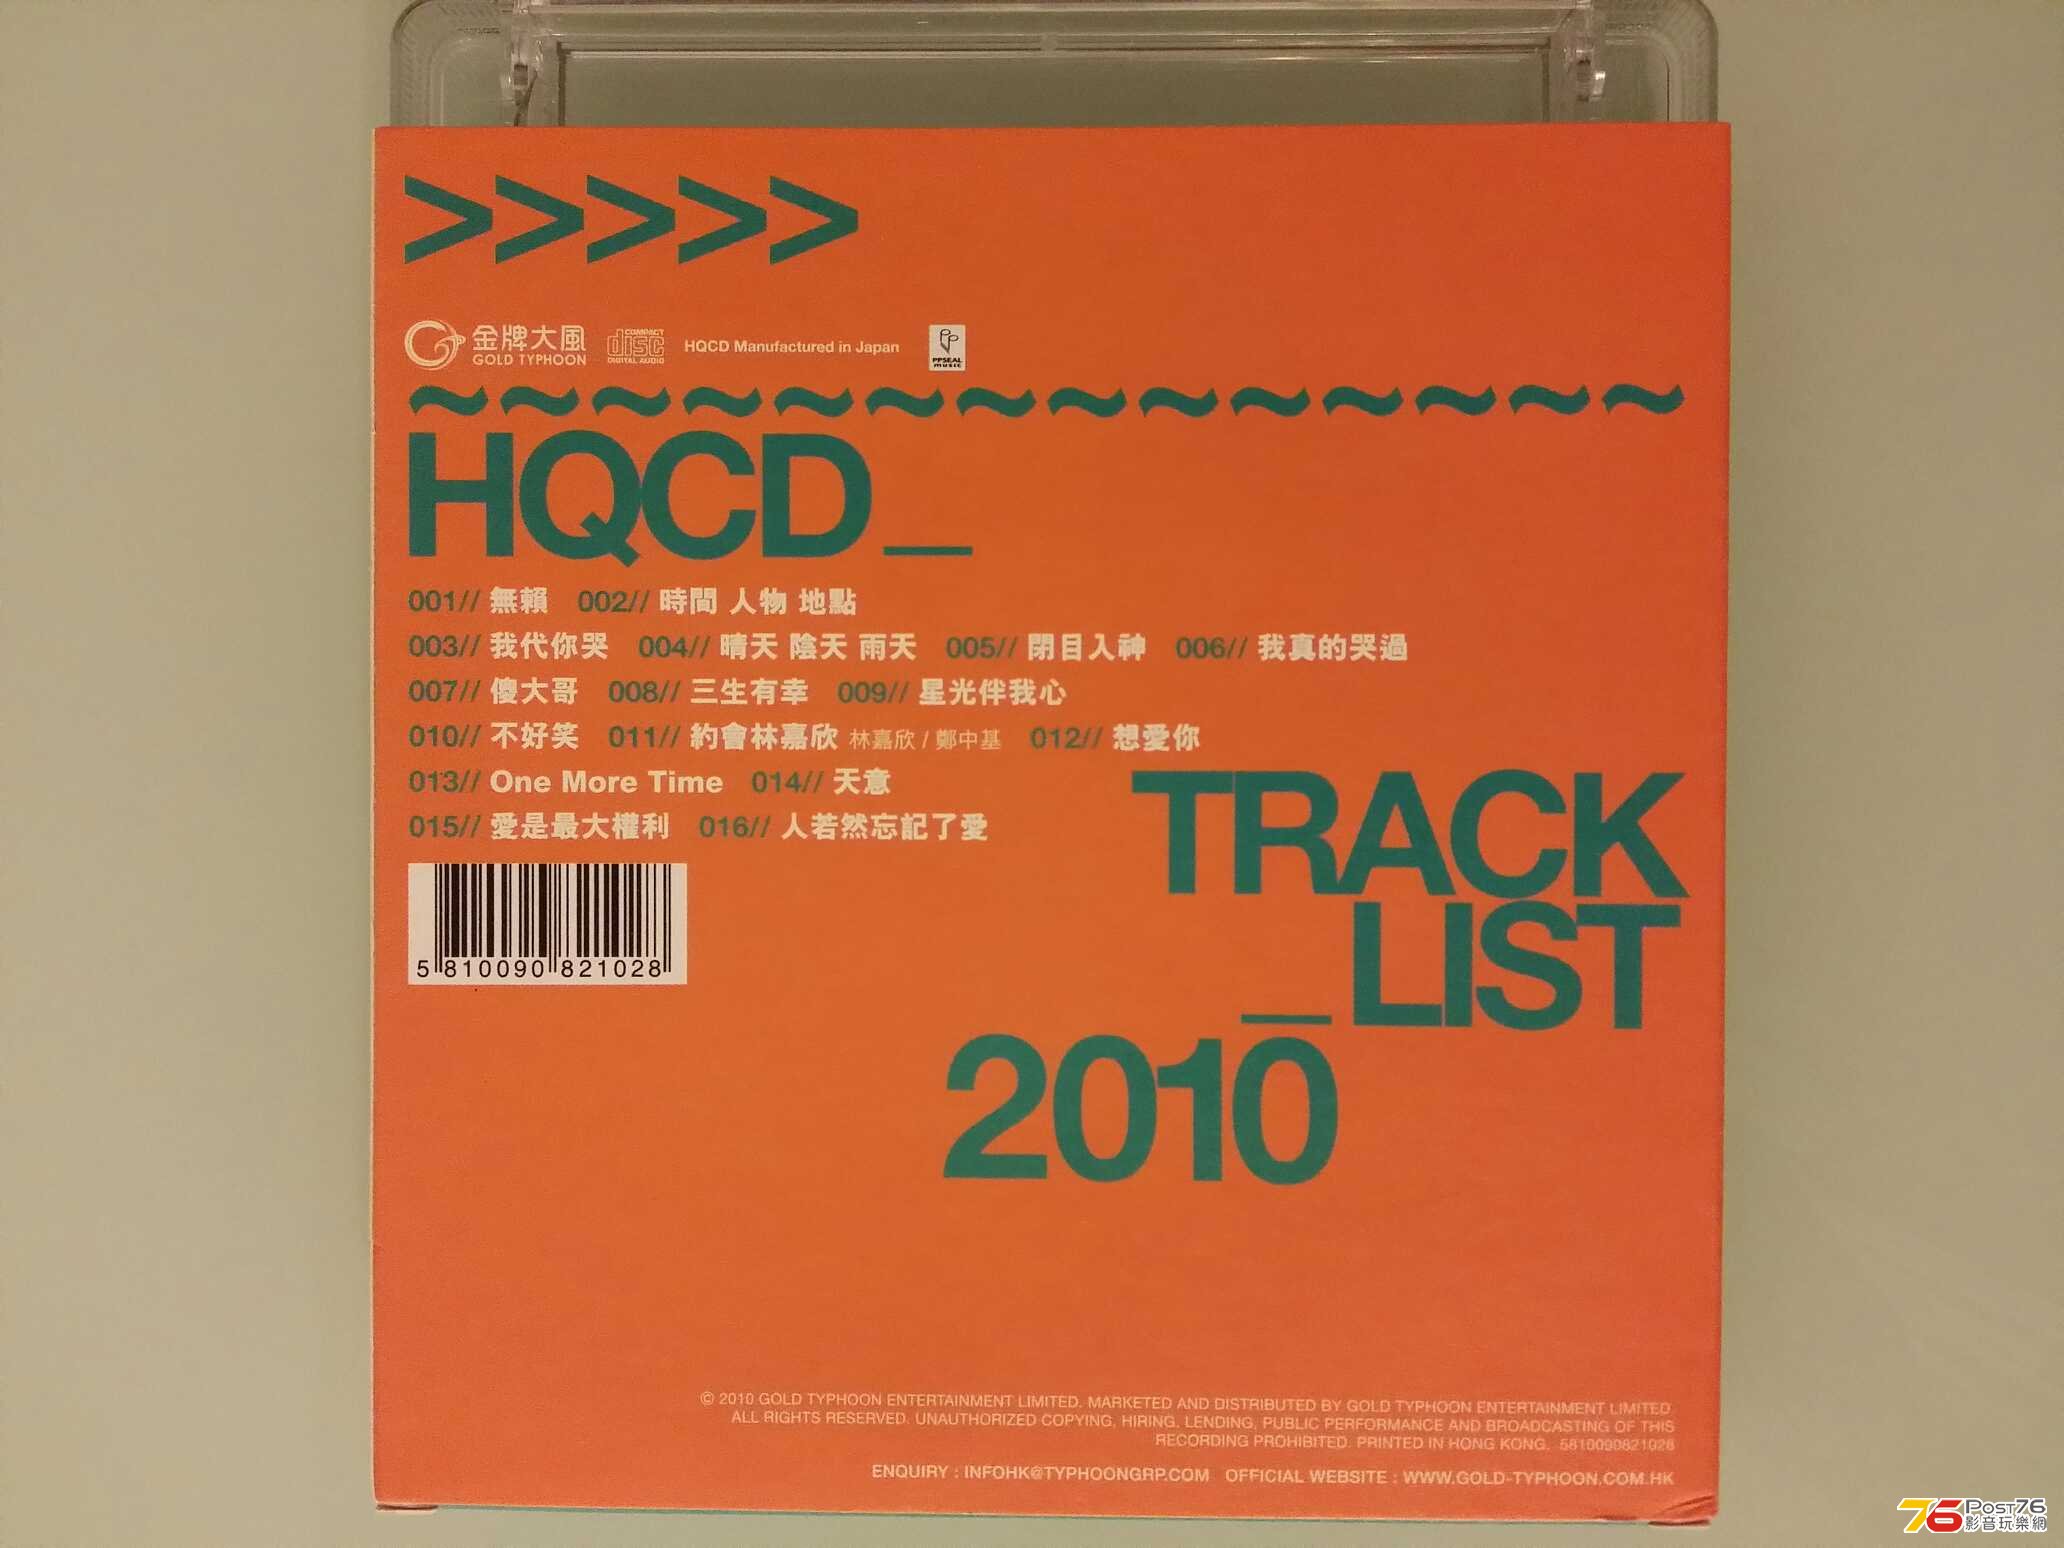 >>>>>
金牌大風
GOLD TYPHOON
COMPACT
disc
DIGITAL AUDIO
HQCD Manufactured in Japan
PPSEAL
music
~~~~~~~~~~~~~~
HQCD_
001// 無賴 002// 時間 人物 地點
003// 我代你哭 004// 晴天 陰天 雨天 005// 閉目入神 006// 我真的哭過
007// 傻大哥 008// 三生有幸 009// 星光伴我心
010// 不好笑 011// 約會林嘉欣 林嘉欣 / 鄭中基 012// 想愛你
013// One More Time 014// 天意
015// 愛是最大權利 016// 人若然忘記了愛
TRACK
_LIST
2010
5 810090 821028
© 2010 GOLD TYPHOON ENTERTAINMENT LIMITED. MARKETED AND DISTRIBUTED BY GOLD TYPHOON ENTERTAINMENT LIMITED.
ALL RIGHTS RESERVED. UNAUTHORIZED COPYING, HIRING, LENDING, PUBLIC PERFORMANCE AND BROADCASTING OF THIS
RECORDING PROHIBITED. PRINTED IN HONG KONG. 5810090821028
ENQUIRY : INFOHK@TYPHOONGRP.COM OFFICIAL WEBSITE : WWW.GOLD-TYPHOON.COM.HK
76 POST76
影音玩樂網